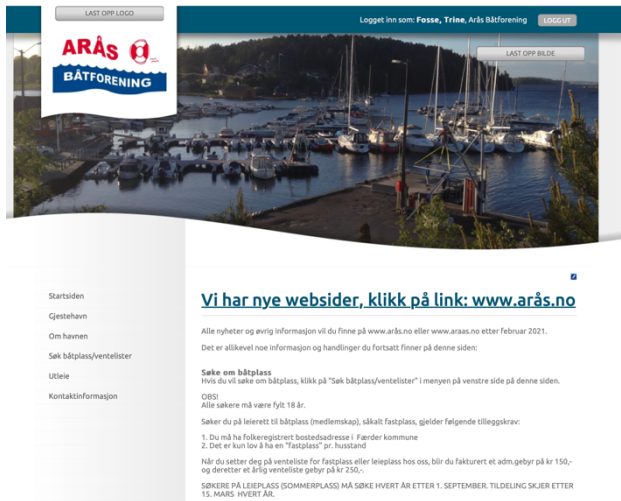 LAST OPP LOGO
Logget inn som: Fosse, Trine, Arås Båtforening
LOGG UT
LAST OPP BILDE
ARÅS
BÅTFORENING
Startsiden
Gjestehavn
Om havnen
Søk båtplass/ventelister
Utleie
Kontaktinformasjon
Vi har nye websider, klikk på link: www.arås.no
Alle nyheter og øvrig informasjon vil du finne på www.arås.no eller www.araas.no etter februar 2021.
Det er allikevel noe informasjon og handlinger du fortsatt finner på denne siden:
Søke om båtplass
Hvis du vil søke om båtplass, klikk på "Søk båtplass/ventelister" i menyen på venstre side på denne siden.
OBS!
Alle søkere må være fylt 18 år.
Søker du på leierett til båtplass (medlemskap), såkalt fastplass, gjelder følgende tilleggskrav:
1. Du må ha folkeregistrert bostedsadresse i Færder kommune
2. Det er kun lov å ha en "fastplass" pr. husstand
Når du setter deg på venteliste for fastplass eller leieplass hos oss, blir du fakturert et adm.gebyr på kr 150,-
og deretter et årlig venteliste gebyr på kr 250,-.
SØKERE PÅ LEIEPLASS (SOMMERPLASS) MÅ SØKE HVERT ÅR ETTER 1. SEPTEMBER. TILDELING SKJER ETTER
15. MARS HVERT ÅR.